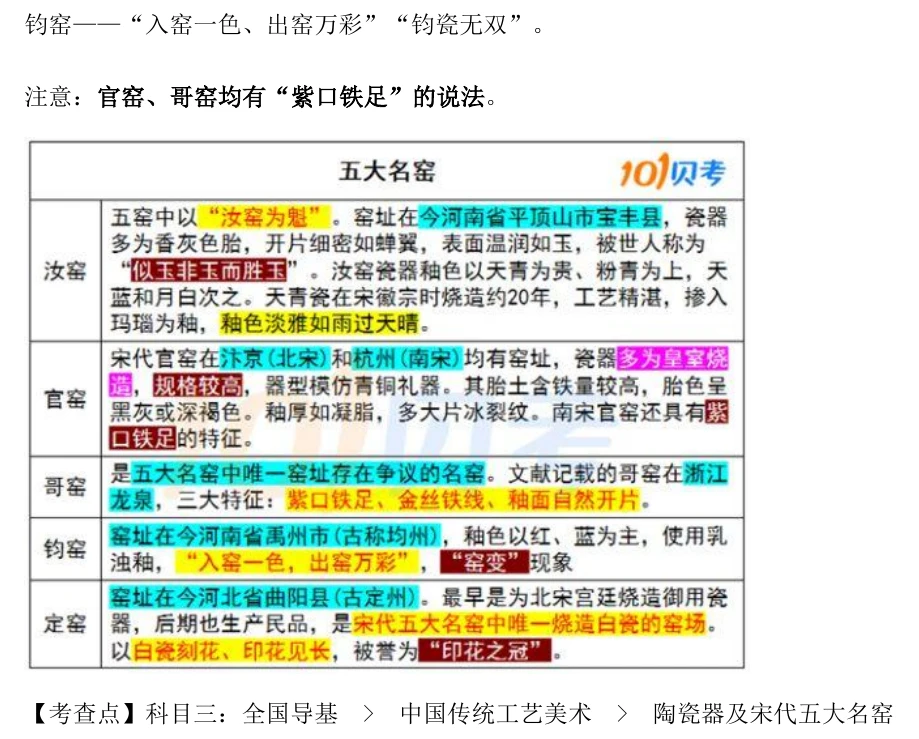 钧窑——“入窑一色、出窑万彩”“钧瓷无双”。
注意：官窑、哥窑均有“紫口铁足”的说法。
五大名窑
101贝考
汝窑
五窑中以“汝窑为魁”。窑址在今河南省平顶山市宝丰县，瓷器
多为香灰色胎，开片细密如蝉翼，表面温润如玉，被世人称为
“似玉非玉而胜玉”。汝窑瓷器釉色以天青为贵、粉青为上，天
蓝和月白次之。天青瓷在宋徽宗时烧造约20年，工艺精湛，掺入
玛瑙为釉，釉色淡雅如雨过天晴。
官窑
宋代官窑在汴京(北宋)和杭州(南宋)均有窑址，瓷器多为皇室烧
造，规格较高，器型模仿青铜礼器。其胎土含铁量较高，胎色呈
黑灰或深褐色。釉厚如凝脂，多大片冰裂纹。南宋官窑还具有紫
口铁足的特征。
哥窑
是五大名窑中唯一窑址存在争议的名窑。文献记载的哥窑在浙江
龙泉，三大特征：紫口铁足、金丝铁线、釉面自然开片。
钧窑
窑址在今河南省禹州市(古称均州)，釉色以红、蓝为主，使用乳
浊釉，“入窑一色，出窑万彩”，“窑变”现象
定窑
窑址在今河北省曲阳县(古定州)。最早是为北宋宫廷烧造御用瓷
器，后期也生产民品，是宋代五大名窑中唯一烧造白瓷的窑场。
以白瓷刻花、印花见长，被誉为“印花之冠”。
【考查点】科目三：全国导基 > 中国传统工艺美术 > 陶瓷器及宋代五大名窑